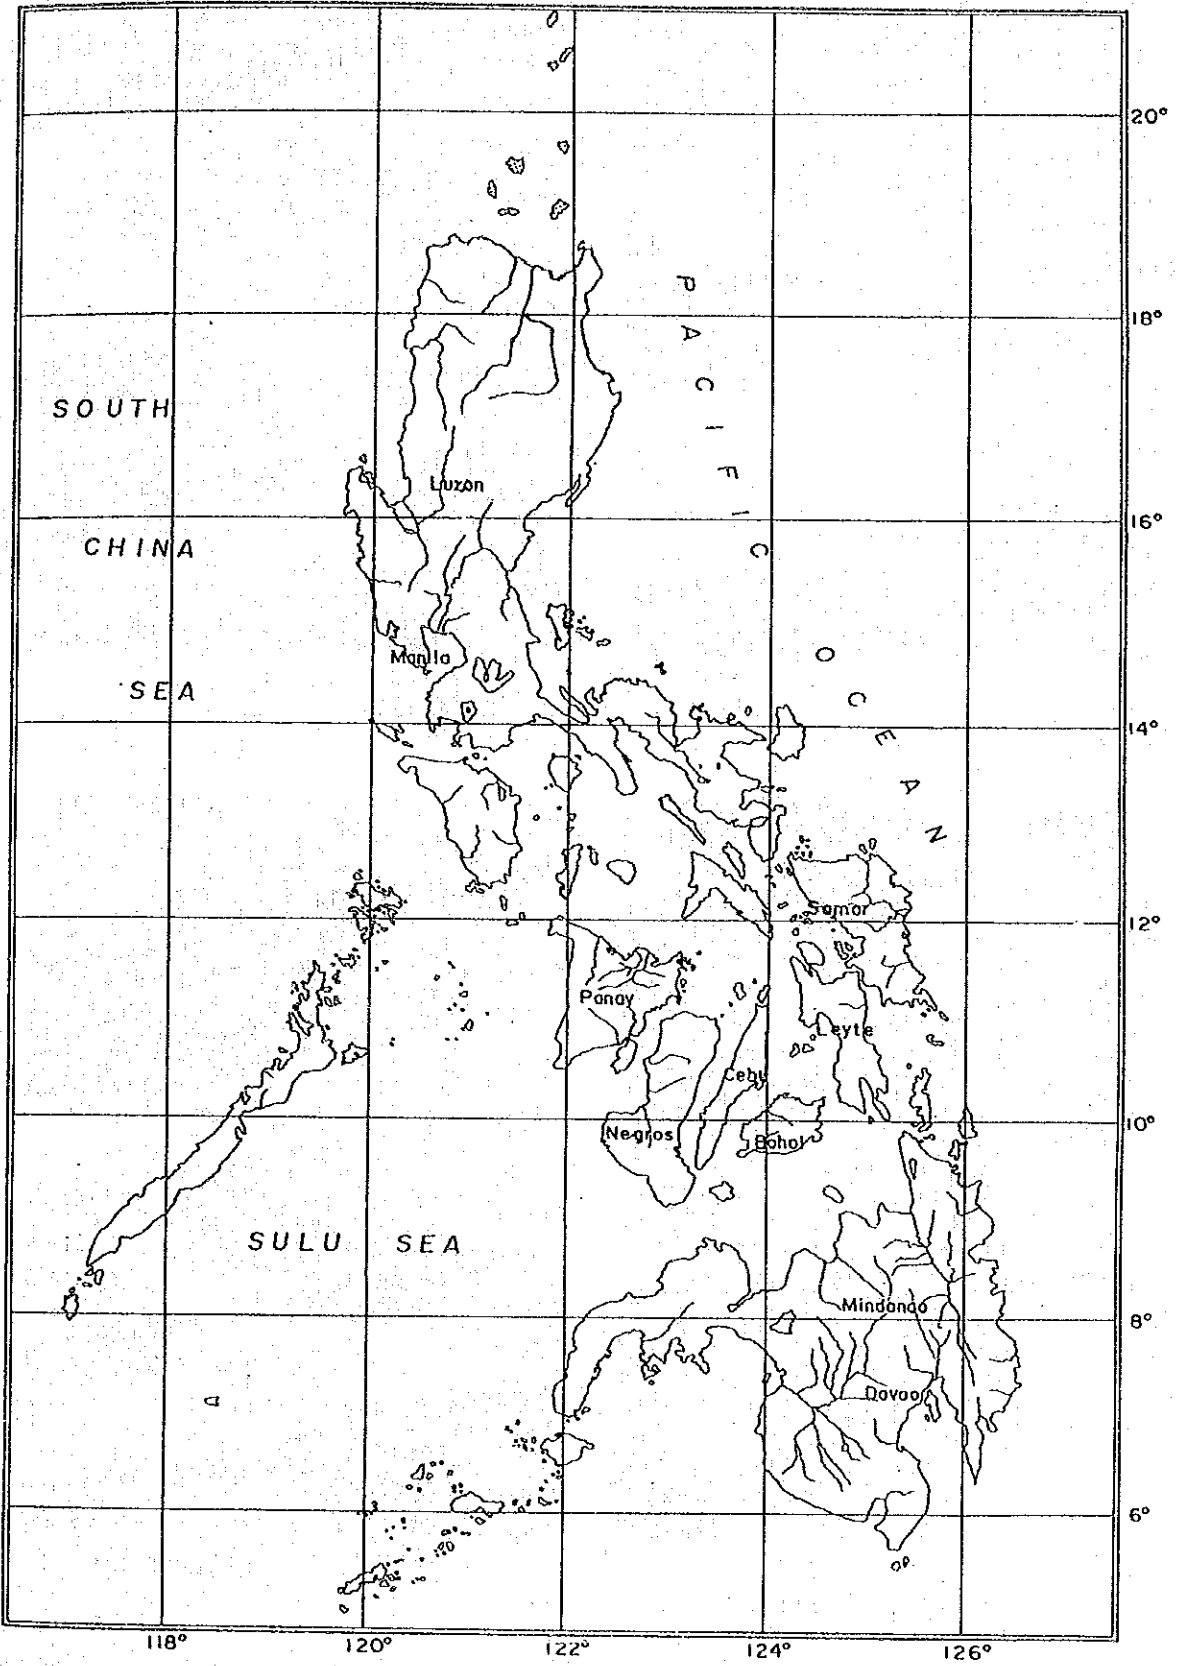 20°
18°
PACIFIC OCEAN
SOUTH
CHINA
SEA
Luzon
16°
Manila
14°
Samar
12°
Panay
Leyte
Cebu
10°
Negros
Bohol
SULU SEA
Mindanao
8°
Davao
6°
118°
120°
122°
124°
126°